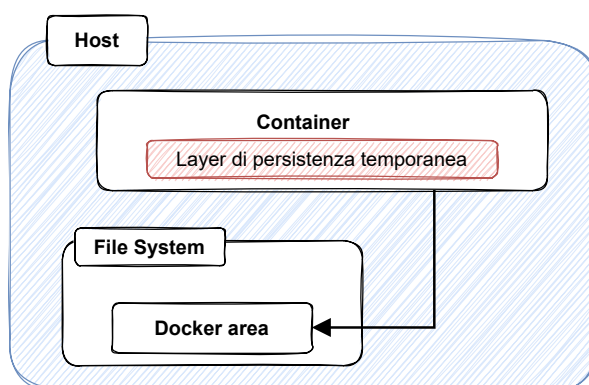 Host
Container
Layer di persistenza temporanea
File System
Docker area